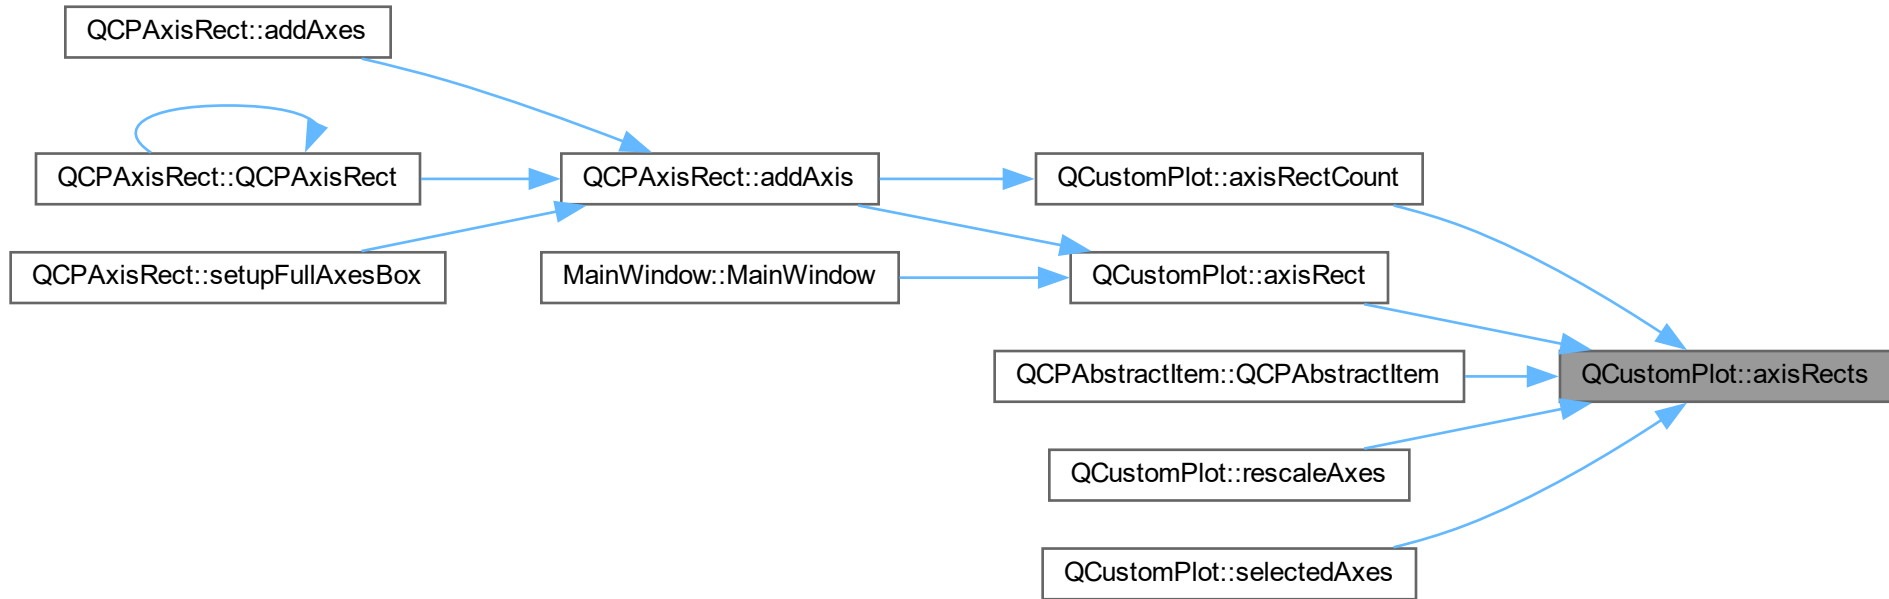 QCPAxisRect::addAxes
QCPAxisRect::QCPAxisRect
QCPAxisRect::addAxis
QCustomPlot::axisRectCount
QCPAxisRect::setupFullAxesBox
MainWindow::MainWindow
QCustomPlot::axisRect
QCPAbstractItem::QCPAbstractItem
QCustomPlot::axisRects
QCustomPlot::rescaleAxes
QCustomPlot::selectedAxes